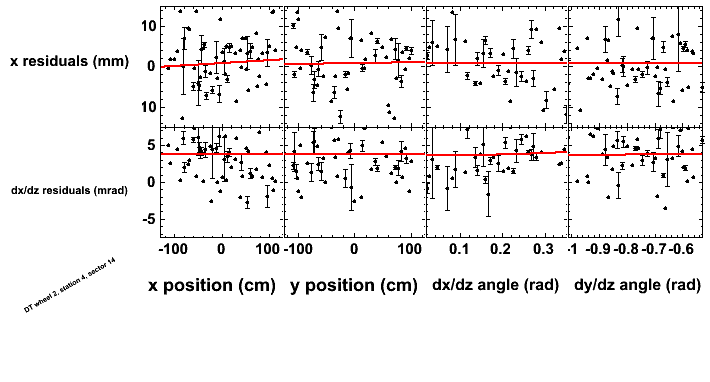 10
x residuals (mm)
0
10
5
dx/dz residuals (mrad)
0
-5
-100 0 100 -100 0 100 0.1 0.2 0.3 -1 -0.9 -0.8 -0.7 -0.6
x position (cm) y position (cm) dx/dz angle (rad) dy/dz angle (rad)
DT wheel 2, station 4, sector 14